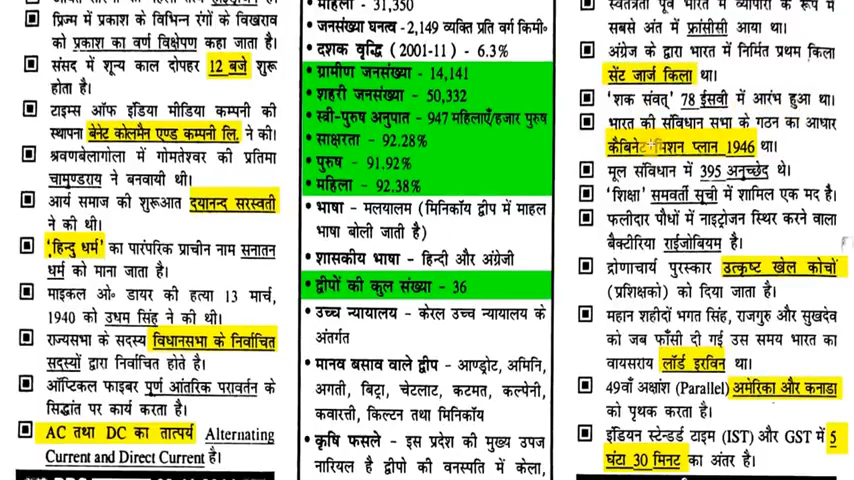 प्रिज्म में प्रकाश के विभिन्न रंगों के विखराव
को प्रकाश का वर्ण विक्षेपण कहा जाता है।
संसद में शून्य काल दोपहर 12 बजे शुरू
होता है।
टाइम्स ऑफ इंडिया मीडिया कम्पनी की
स्थापना बेनेट कोलमैन एण्ड कम्पनी लि. ने की।
श्रवणबेलागोला में गोमतेश्वर की प्रतिमा
चामुण्डराय ने बनवायी थी।
आर्य समाज की शुरूआत दयानन्द सरस्वती
ने की थी।
'हिन्दु धर्म' का पारंपरिक प्राचीन नाम सनातन
धर्म को माना जाता है।
माइकल ओ. डायर की हत्या 13 मार्च,
1940 को उधम सिंह ने की थी।
राज्यसभा के सदस्य विधानसभा के निर्वाचित
सदस्यों द्वारा निर्वाचित होते है।
ऑप्टिकल फाइबर पूर्ण आंतरिक परावर्तन के
सिद्धांत पर कार्य करता है।
AC तथा DC का तात्पर्य Alternating
Current and Direct Current है।
• महिला - 31,350
• जनसंख्या घनत्व - 2,149 व्यक्ति प्रति वर्ग किमी॰
• दशक वृद्धि (2001-11) - 6.3%
• ग्रामीण जनसंख्या - 14,141
• शहरी जनसंख्या - 50,332
• स्त्री-पुरुष अनुपात - 947 महिलाएँ/हजार पुरुष
• साक्षरता - 92.28%
• पुरुष - 91.92%
• महिला - 92.38%
• भाषा - मलयालम (मिनिकॉय द्वीप में माहल
भाषा बोली जाती है)
• शासकीय भाषा - हिन्दी और अंग्रेजी
• द्वीपों की कुल संख्या - 36
• उच्च न्यायालय - केरल उच्च न्यायालय के
अंतर्गत
• मानव बसाव वाले द्वीप - आण्ड्रोट, अमिनि,
अगती, बिट्रा, चेटलाट, कटमत, कल्पेनी,
कवारत्ती, किल्टन तथा मिनिकॉय
• कृषि फसले - इस प्रदेश की मुख्य उपज
नारियल है द्वीपो की वनस्पति में केला,
स्वतंत्रता पूर्व भारत में व्यापारी के रूप में
सबसे अंत में फ्रांसीसी आया था।
अंग्रेज के द्वारा भारत में निर्मित प्रथम किला
सेंट जार्ज किला था।
'शक संवत्' 78 ईसवी में आरंभ हुआ था।
भारत की संविधान सभा के गठन का आधार
कैबिनेट मिशन प्लान 1946 था।
मूल संविधान में 395 अनुच्छेद थे।
'शिक्षा' समवर्ती सूची में शामिल एक मद है।
फलीदार पौधों में नाइट्रोजन स्थिर करने वाला
बैक्टीरिया राईजोबियम है।
द्रोणाचार्य पुरस्कार उत्कृष्ट खेल कोचों
(प्रशिक्षको) को दिया जाता है।
महान शहीदों भगत सिंह, राजगुरु और सुखदेव
को जब फाँसी दी गई उस समय भारत का
वायसराय लॉर्ड इरविन था।
49वाँ अक्षांश (Parallel) अमेरिका और कनाडा
को पृथक करता है।
इंडियन स्टेन्डर्ड टाइम (IST) और GST में 5
घंटा 30 मिनट का अंतर है।